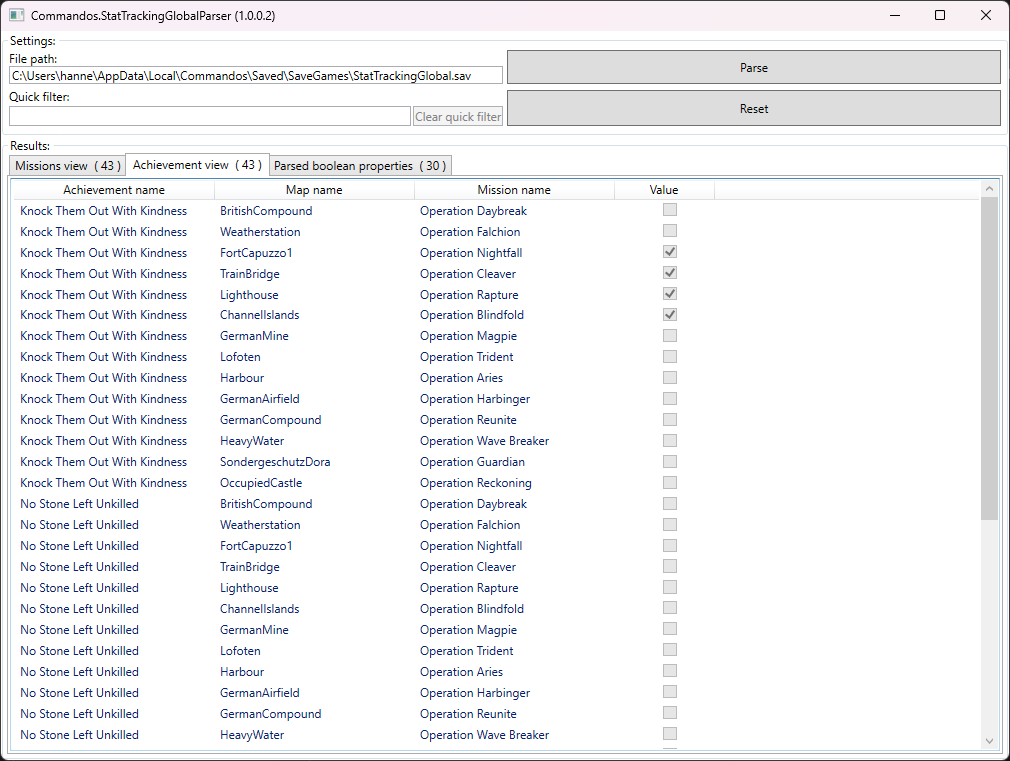 Commandos.StatTrackingGlobalParser (1.0.0.2)
Settings:
File path:
C:\Users\hanne\AppData\Local\Commandos\Saved\SaveGames\StatTrackingGlobal.sav
Parse
Quick filter:
Clear quick filter
Reset
Results:
Missions view ( 43 ) Achievement view ( 43 ) Parsed boolean properties ( 30 )
Achievement name Map name Mission name Value
Knock Them Out With Kindness BritishCompound Operation Daybreak
Knock Them Out With Kindness Weatherstation Operation Falchion
Knock Them Out With Kindness FortCapuzzo1 Operation Nightfall
Knock Them Out With Kindness TrainBridge Operation Cleaver
Knock Them Out With Kindness Lighthouse Operation Rapture
Knock Them Out With Kindness ChannelIslands Operation Blindfold
Knock Them Out With Kindness GermanMine Operation Magpie
Knock Them Out With Kindness Lofoten Operation Trident
Knock Them Out With Kindness Harbour Operation Aries
Knock Them Out With Kindness GermanAirfield Operation Harbinger
Knock Them Out With Kindness GermanCompound Operation Reunite
Knock Them Out With Kindness HeavyWater Operation Wave Breaker
Knock Them Out With Kindness SondergeschutzDora Operation Guardian
Knock Them Out With Kindness OccupiedCastle Operation Reckoning
No Stone Left Unkilled BritishCompound Operation Daybreak
No Stone Left Unkilled Weatherstation Operation Falchion
No Stone Left Unkilled FortCapuzzo1 Operation Nightfall
No Stone Left Unkilled TrainBridge Operation Cleaver
No Stone Left Unkilled Lighthouse Operation Rapture
No Stone Left Unkilled ChannelIslands Operation Blindfold
No Stone Left Unkilled GermanMine Operation Magpie
No Stone Left Unkilled Lofoten Operation Trident
No Stone Left Unkilled Harbour Operation Aries
No Stone Left Unkilled GermanAirfield Operation Harbinger
No Stone Left Unkilled GermanCompound Operation Reunite
No Stone Left Unkilled HeavyWater Operation Wave Breaker